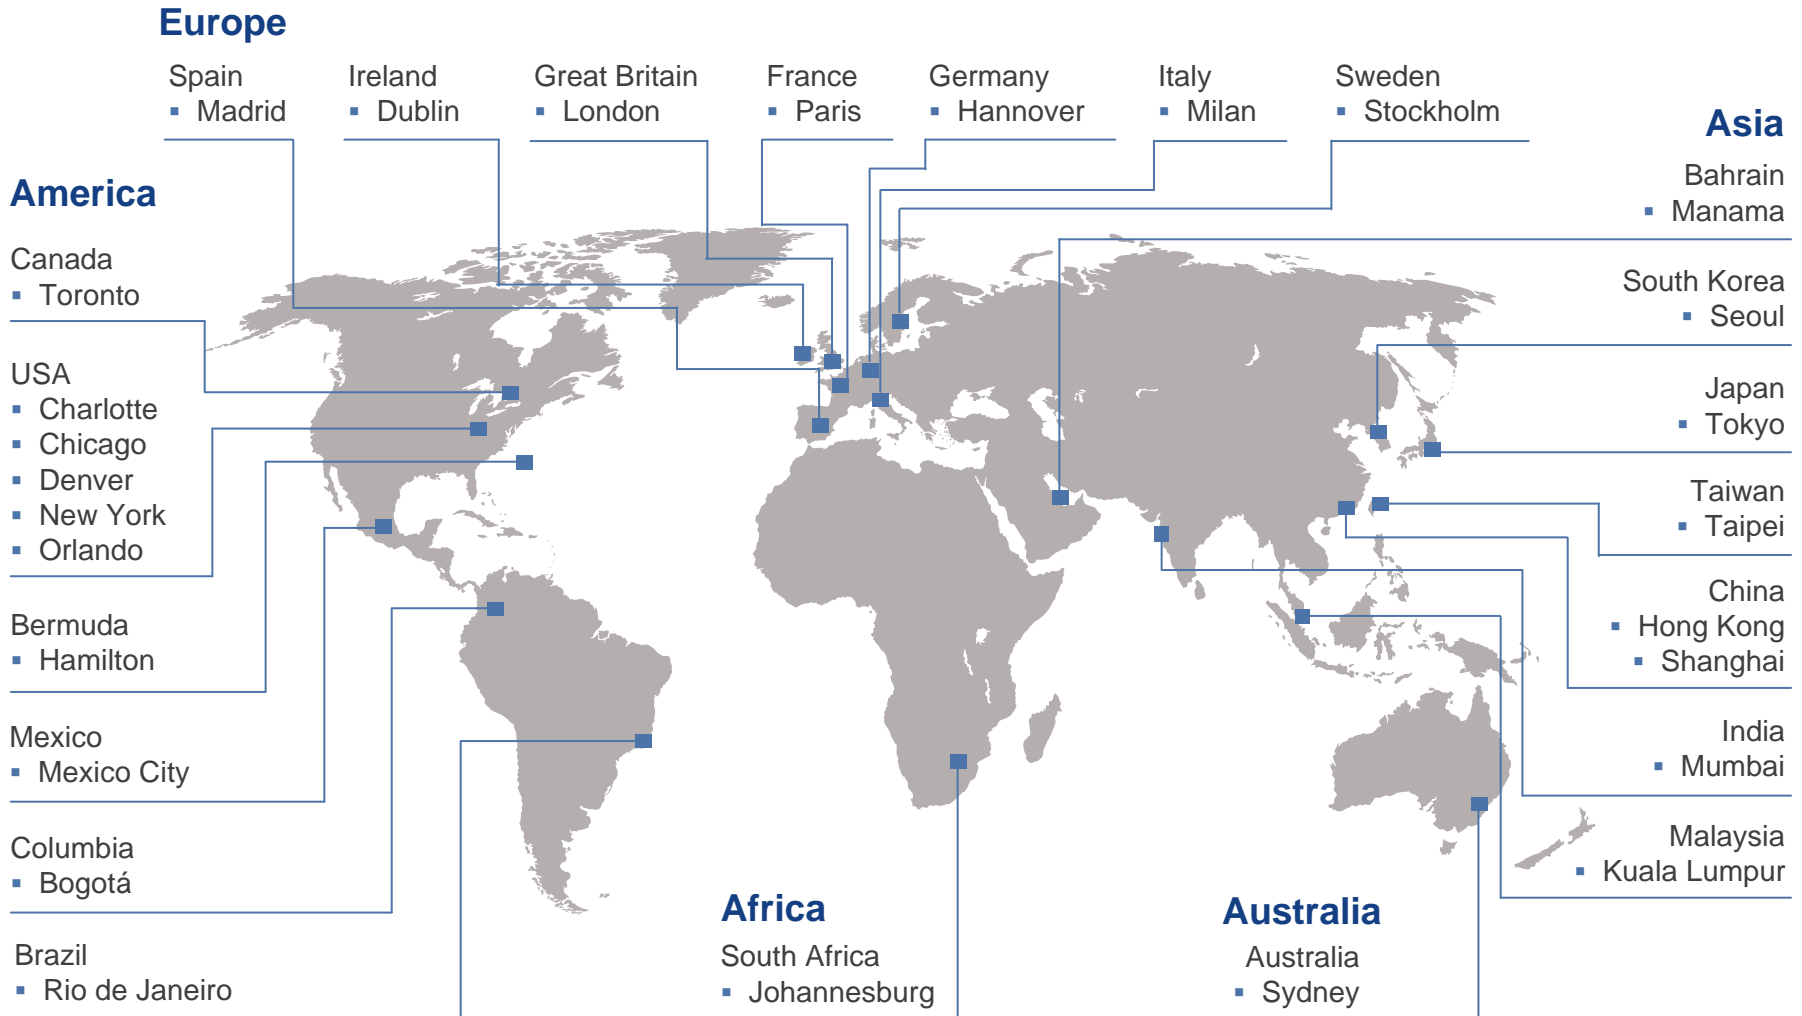 Europe
Spain
▪ Madrid
Ireland
▪ Dublin
Great Britain
▪ London
France
▪ Paris
Germany
▪ Hannover
Italy
▪ Milan
Sweden
▪ Stockholm
America
Canada
▪ Toronto
USA
▪ Charlotte
▪ Chicago
▪ Denver
▪ New York
▪ Orlando
Bermuda
▪ Hamilton
Mexico
▪ Mexico City
Columbia
▪ Bogotá
Brazil
▪ Rio de Janeiro
Africa
South Africa
▪ Johannesburg
Australia
Australia
▪ Sydney
Asia
Bahrain
▪ Manama
South Korea
▪ Seoul
Japan
▪ Tokyo
Taiwan
▪ Taipei
China
▪ Hong Kong
▪ Shanghai
India
▪ Mumbai
Malaysia
▪ Kuala Lumpur